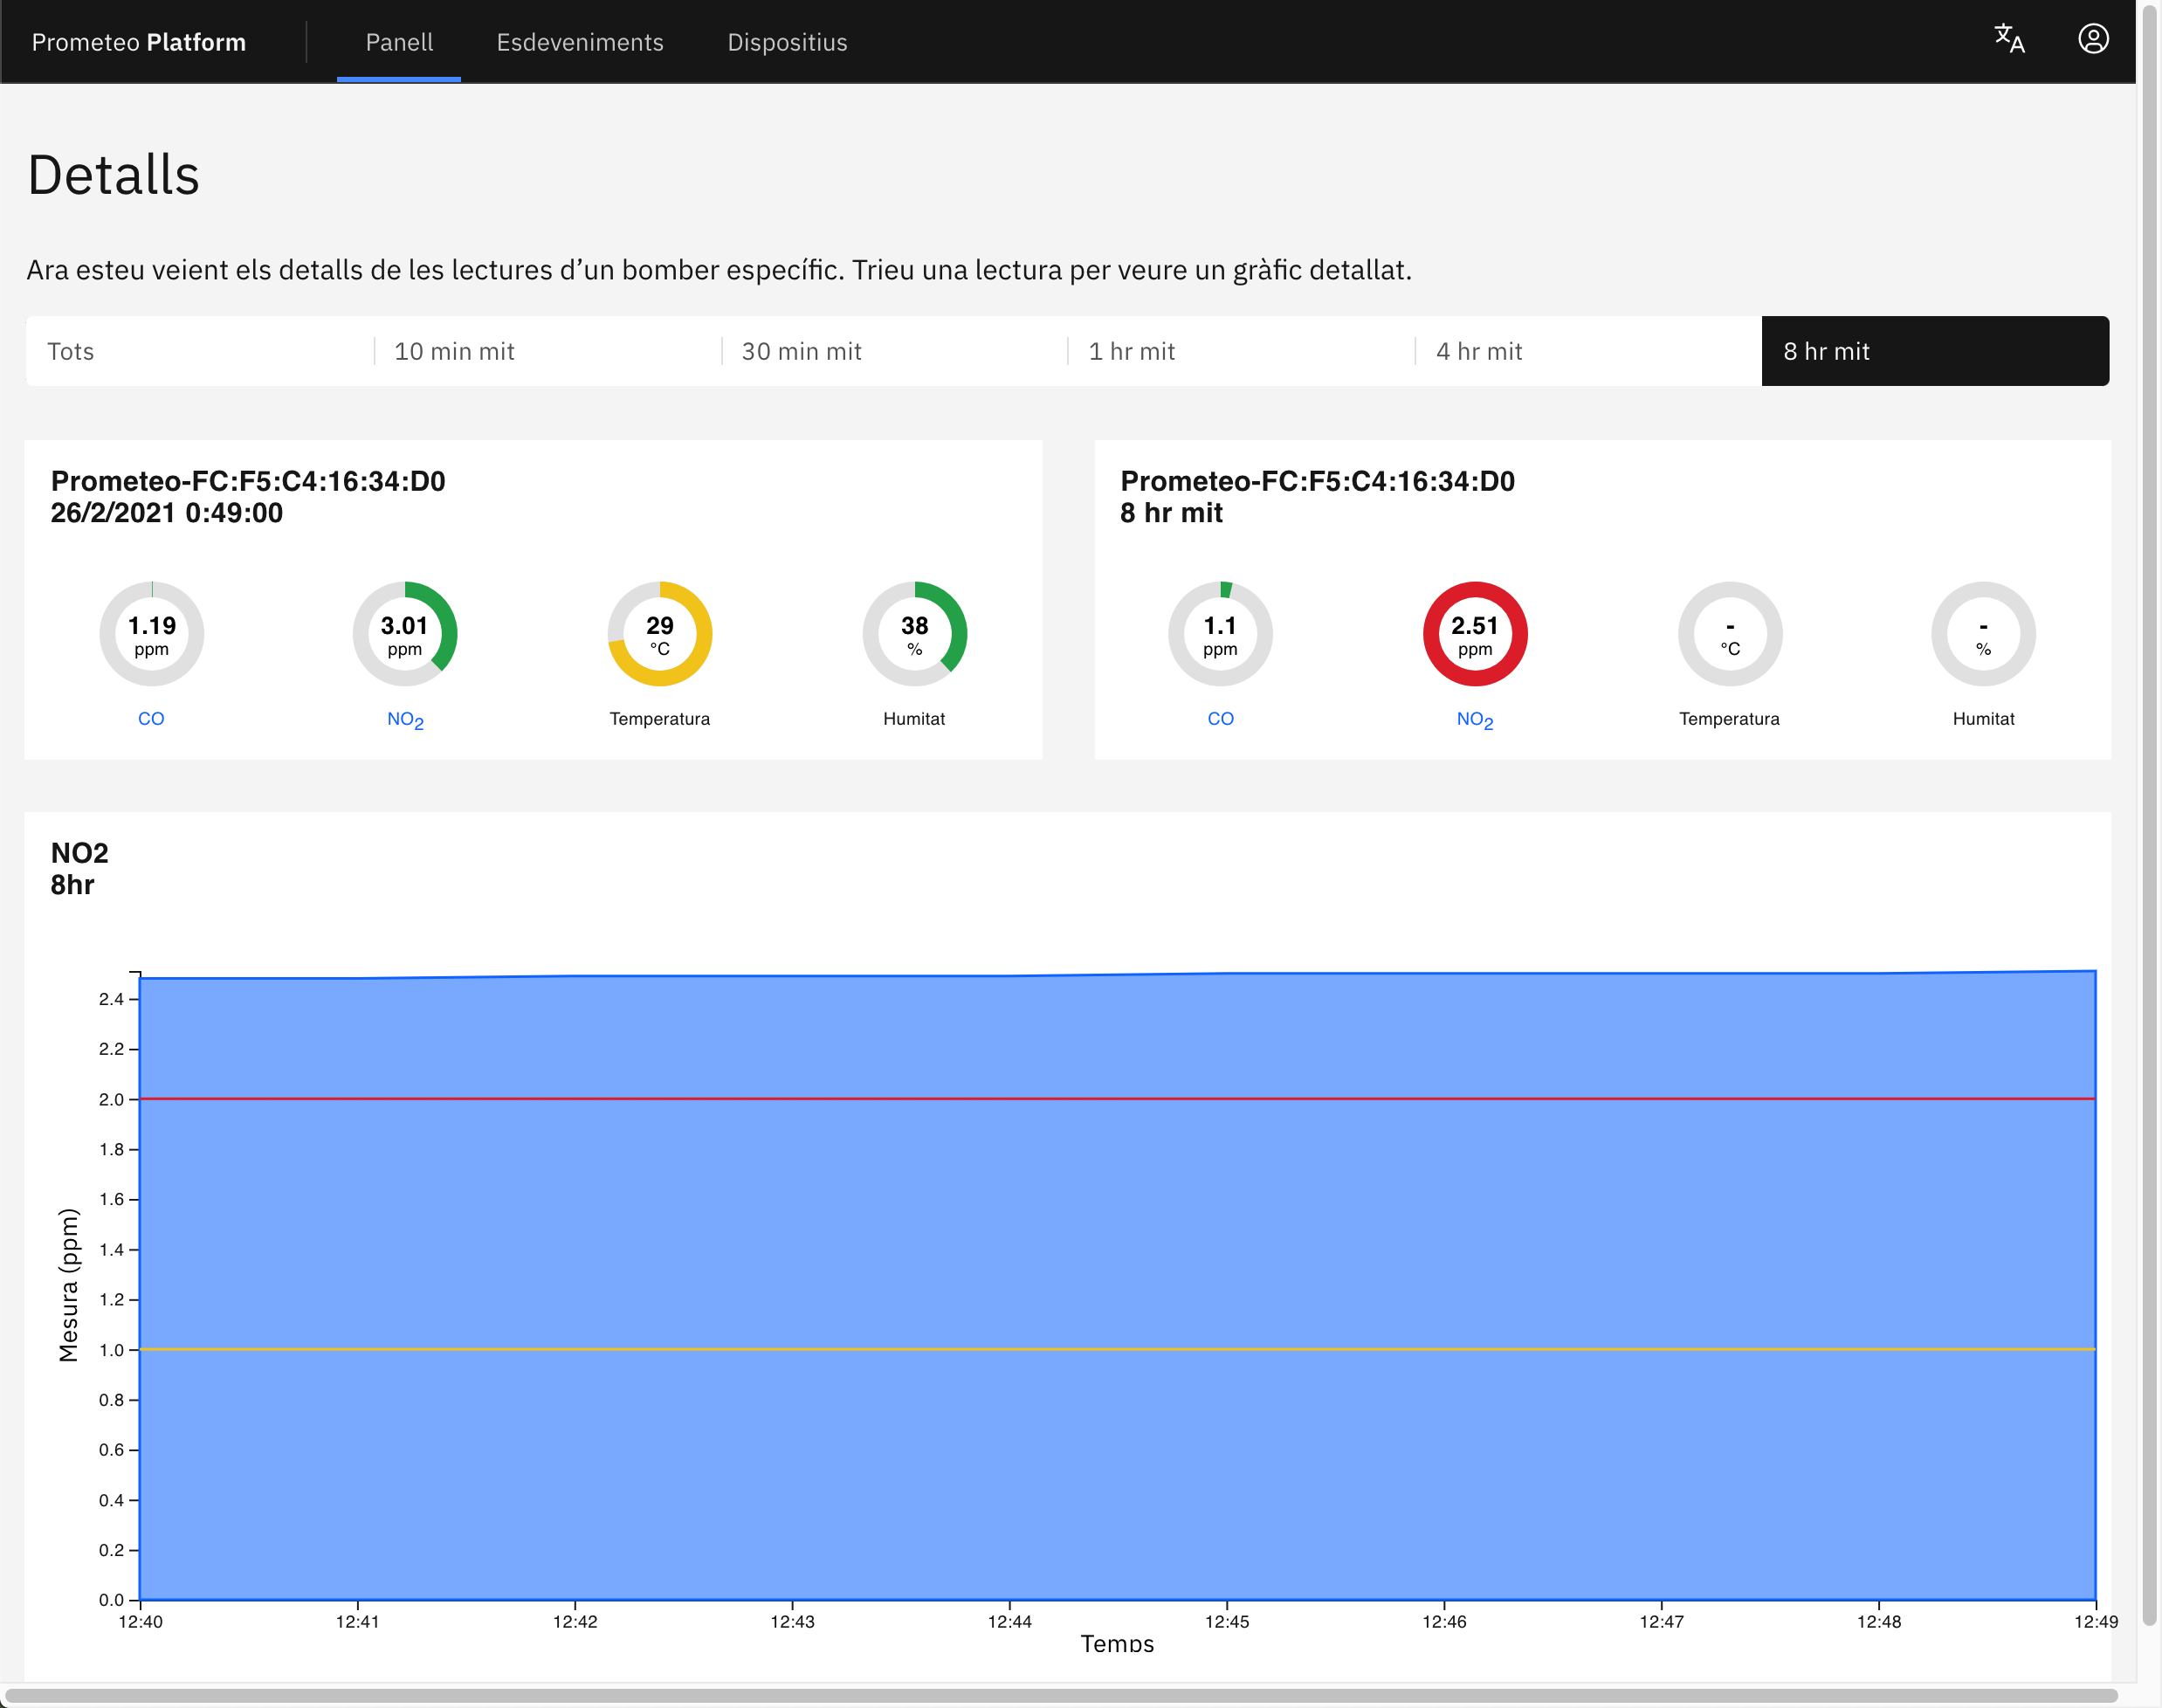 Prometeo Platform
Panell
Esdeveniments
Dispositius
文A
Detalls
Ara esteu veient els detalls de les lectures d’un bomber específic. Trieu una lectura per veure un gràfic detallat.
Tots
10 min mit
30 min mit
1 hr mit
4 hr mit
8 hr mit
Prometeo-FC:F5:C4:16:34:D0
26/2/2021 0:49:00
1.19
ppm
CO
3.01
ppm
NO2
29
°C
Temperatura
38
%
Humitat
Prometeo-FC:F5:C4:16:34:D0
8 hr mit
1.1
ppm
CO
2.51
ppm
NO2
-
°C
Temperatura
-
%
Humitat
NO2
8hr
Mesura (ppm)
2.4
2.2
2.0
1.8
1.6
1.4
1.2
1.0
0.8
0.6
0.4
0.2
0.0
12:40
12:41
12:42
12:43
12:44
12:45
12:46
12:47
12:48
12:49
Temps